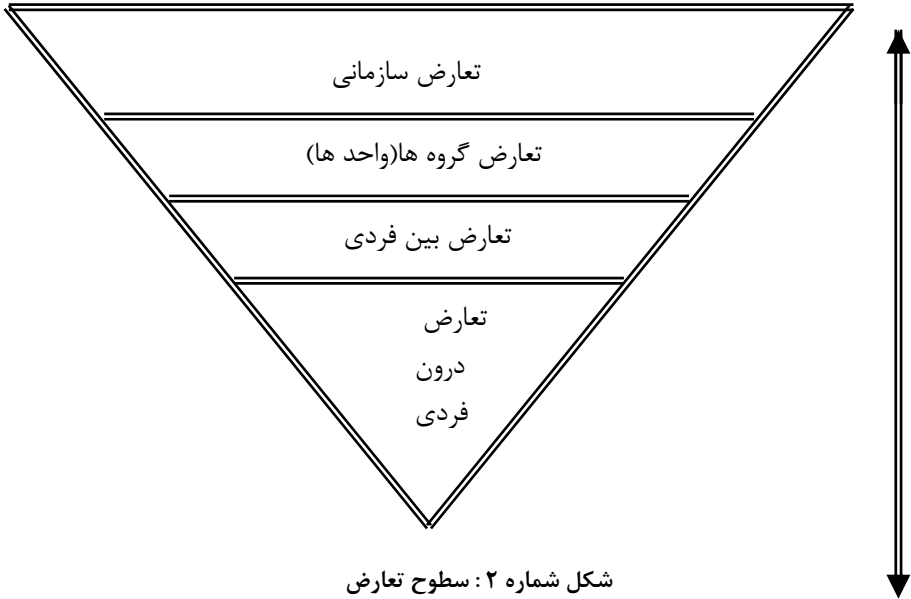 تعارض سازمانی
تعارض گروه ها(واحد ها)
تعارض بین فردی
تعارض
درون
فردی
شکل شماره ۲ : سطوح تعارض